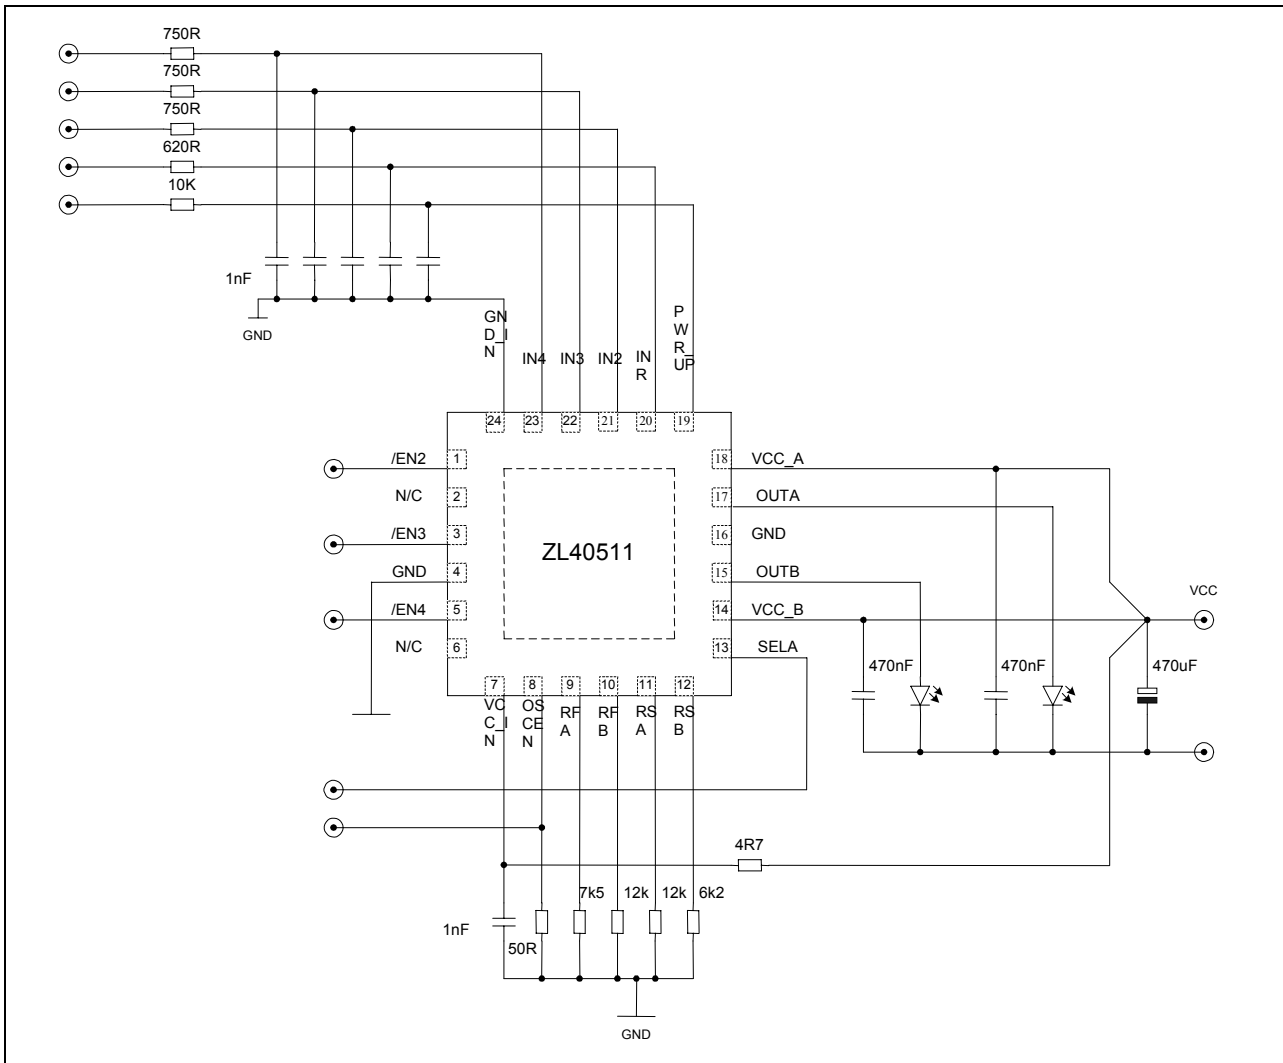 750R
750R
750R
620R
10K
1nF
GND
GN
D_I
N
IN4
IN3
IN2
IN
R
P
W
R_
UP
24
23
22
21
20
19
/EN2
1
N/C
2
/EN3
3
GND
4
/EN4
5
N/C
6
ZL40511
18
VCC_A
17
OUTA
16
GND
15
OUTB
14
VCC_B
13
SELA
VCC
470nF
470nF
470uF
7
8
9
10
11
12
VC
C_I
N
OS
CE
N
RF
A
RF
B
RS
A
RS
B
4R7
7k5
12k
12k
6k2
1nF
50R
GND